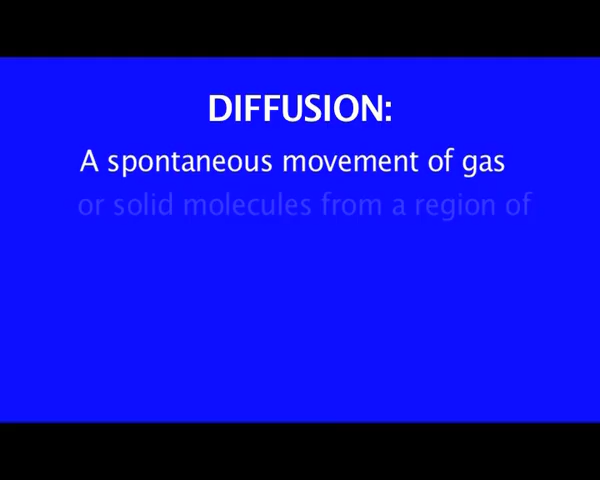 DIFFUSION:
A spontaneous movement of gas
or solid molecules from a region of